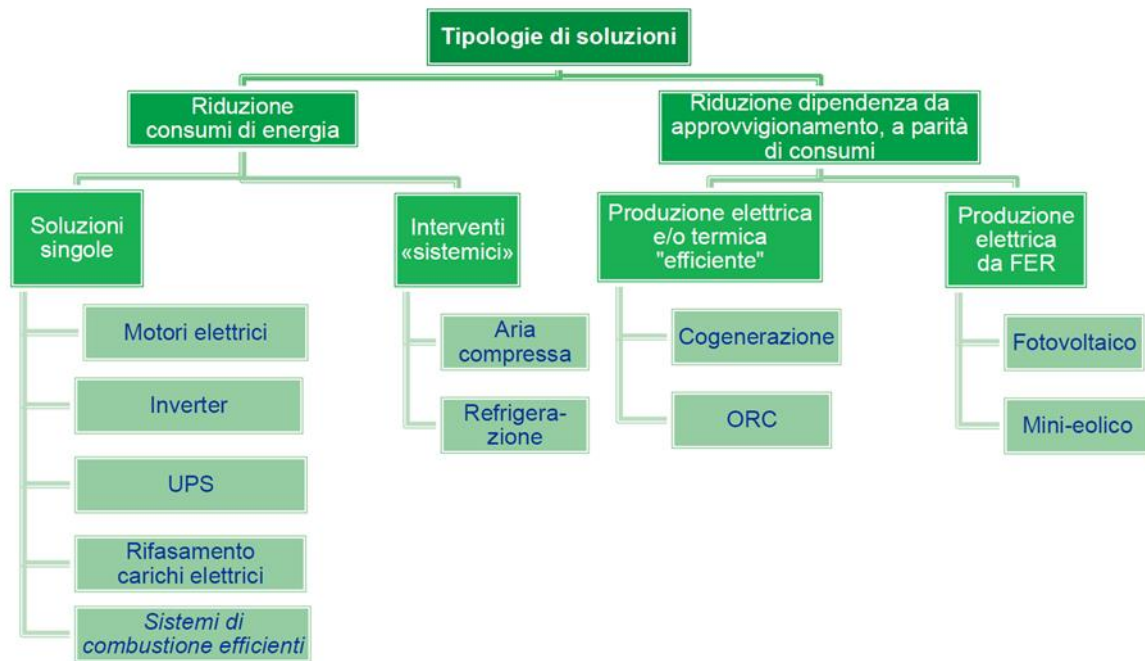 Tipologie di soluzioni
Riduzione
consumi di energia
Riduzione dipendenza da
approvvigionamento, a parità
di consumi
Soluzioni
singole
Interventi
«sistemici»
Produzione elettrica
e/o termica
"efficiente"
Produzione
elettrica
da FER
Motori elettrici
Inverter
UPS
Rifasamento
carichi elettrici
Sistemi di
combustione efficienti
Aria
compressa
Refrigera-
zione
Cogenerazione
ORC
Fotovoltaico
Mini-eolico